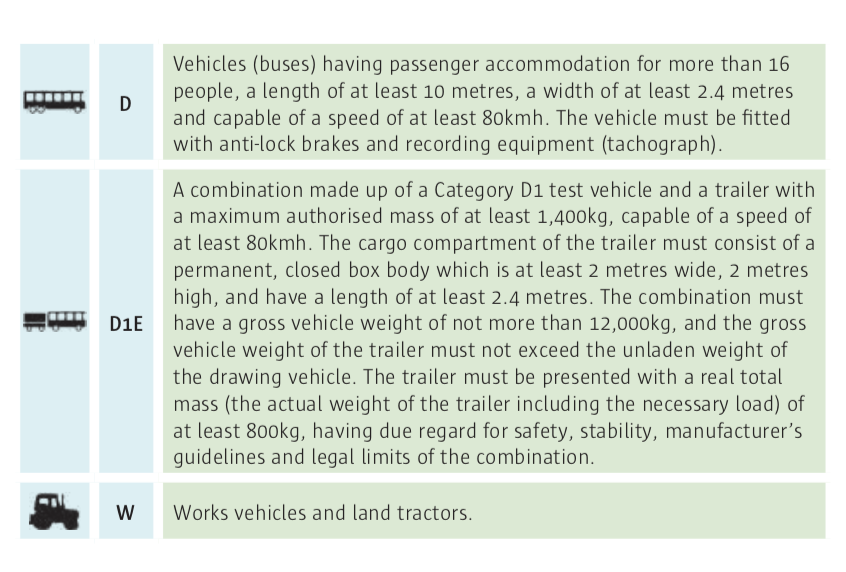 Vehicles (buses) having passenger accommodation for more than 16
people, a length of at least 10 metres, a width of at least 2.4 metres
D
and capable of a speed of at least 80kmh. The vehicle must be fitted
with anti-lock brakes and recording equipment (tachograph).
A combination made up of a Category D1 test vehicle and a trailer with
a maximum authorised mass of at least 1,400kg, capable of a speed of
at least 80kmh. The cargo compartment of the trailer must consist of a
permanent, closed box body which is at least 2 metres wide, 2 metres
high, and have a length of at least 2.4 metres. The combination must
D1E
have a gross vehicle weight of not more than 12,000kg, and the gross
vehicle weight of the trailer must not exceed the unladen weight of
the drawing vehicle. The trailer must be presented with a real total
mass (the actual weight of the trailer including the necessary load) of
at least 800kg, having due regard for safety, stability, manufacturer's
guidelines and legal limits of the combination.
W
Works vehicles and land tractors.